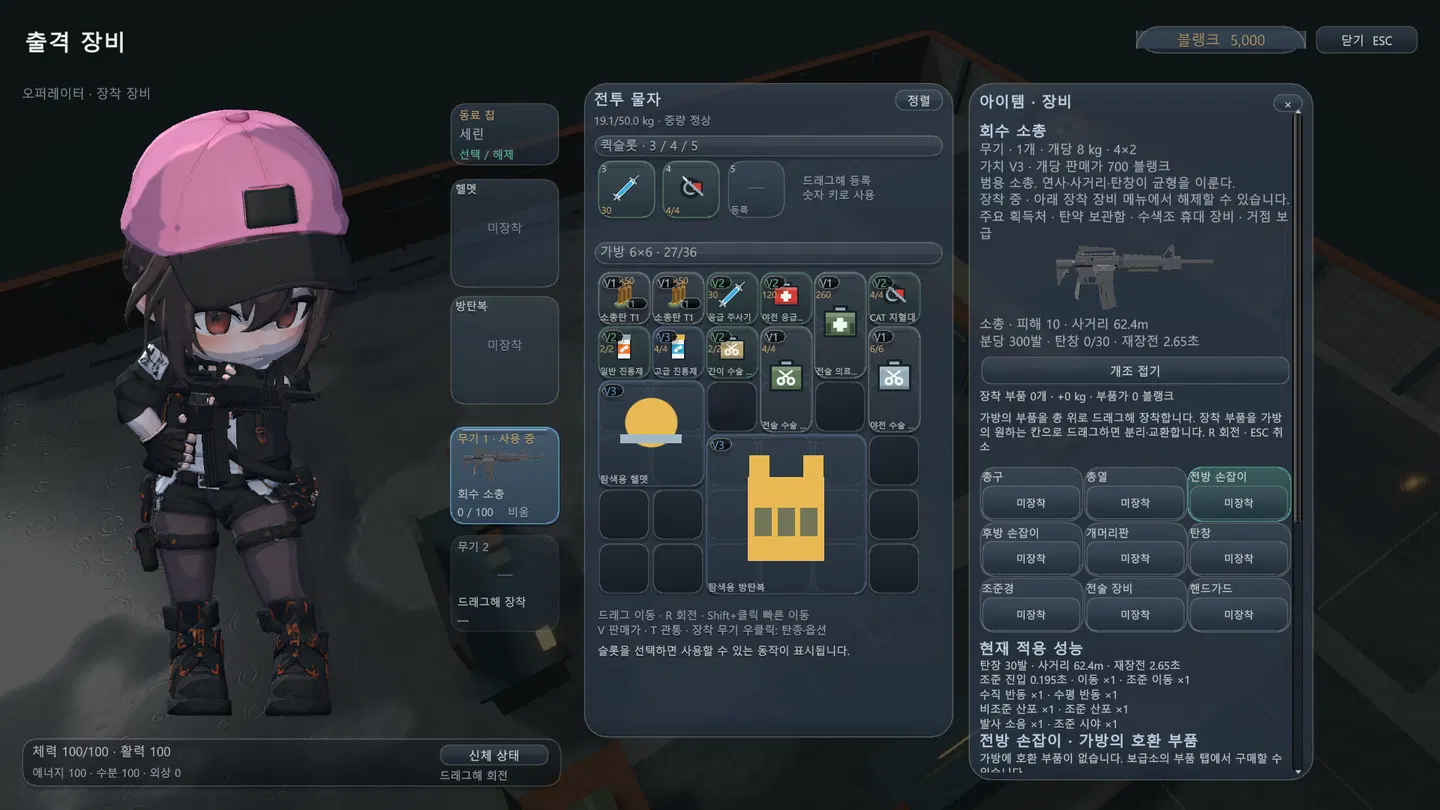 출격 장비
블랭크 5,000
닫기 ESC
오퍼레이터 · 장착 장비
동료 칩
세린
선택 / 해제
헬멧
미장착
방탄복
미장착
무기 1 · 사용 중
회수 소총
0 / 100 비움
무기 2
—
드래그해 장착
—
체력 100/100 · 활력 100
에너지 100 · 수분 100 · 외상 0
신체 상태
드래그해 회전
전투 물자
정렬
19.1/50.0 kg · 중량 정상
퀵슬롯 · 3 / 4 / 5
3
30
4
4/4
5
—
등록
드래그해 등록
숫자 키로 사용
가방 6×6 · 27/36
V1 ×50
1
소총탄 T1
V1 ×50
1
소총탄 T1
V2
30
응급 주사기
V2
120
야전 응급...
V1
260
전술 의료...
V2
4/4
CAT 지혈대
V2
2/2
일반 진통제
V3
4/4
고급 진통제
V2
2/2
간이 수술 ...
V1
4/4
전술 수술 ...
V1
6/6
야전 수술 ...
V3
탐색용 헬멧
V3
탐색용 방탄복
드래그 이동 · R 회전 · Shift+클릭 빠른 이동
V 판매가 · T 관통 · 장착 무기 우클릭: 탄종·옵션
슬롯을 선택하면 사용할 수 있는 동작이 표시됩니다.
아이템 · 장비
×
회수 소총
무기 · 1개 · 개당 8 kg · 4×2
가치 V3 · 개당 판매가 700 블랭크
범용 소총. 연사·사거리·탄창이 균형을 이룬다.
장착 중 · 아래 장착 장비 메뉴에서 해제할 수 있습니다.
주요 획득처 · 탄약 보관함 · 수색조 휴대 장비 · 거점 보
급
소총 · 피해 10 · 사거리 62.4m
분당 300발 · 탄창 0/30 · 재장전 2.65초
개조 접기
장착 부품 0개 · +0 kg · 부품가 0 블랭크
가방의 부품을 총 위로 드래그해 장착합니다. 장착 부품을 가방
의 원하는 칸으로 드래그하면 분리·교환합니다. R 회전 · ESC 취
소
총구
미장착
총열
미장착
전방 손잡이
미장착
후방 손잡이
미장착
개머리판
미장착
탄창
미장착
조준경
미장착
전술 장비
미장착
핸드가드
미장착
현재 적용 성능
탄창 30발 · 사거리 62.4m · 재장전 2.65초
조준 진입 0.195초 · 이동 ×1 · 조준 이동 ×1
수직 반동 ×1 · 수평 반동 ×1
비조준 산포 ×1 · 조준 산포 ×1
발사 소음 ×1 · 조준 시야 ×1
전방 손잡이 · 가방의 호환 부품
가방에 호환 부품이 없습니다. 보급소의 부품 탭에서 구매할 수